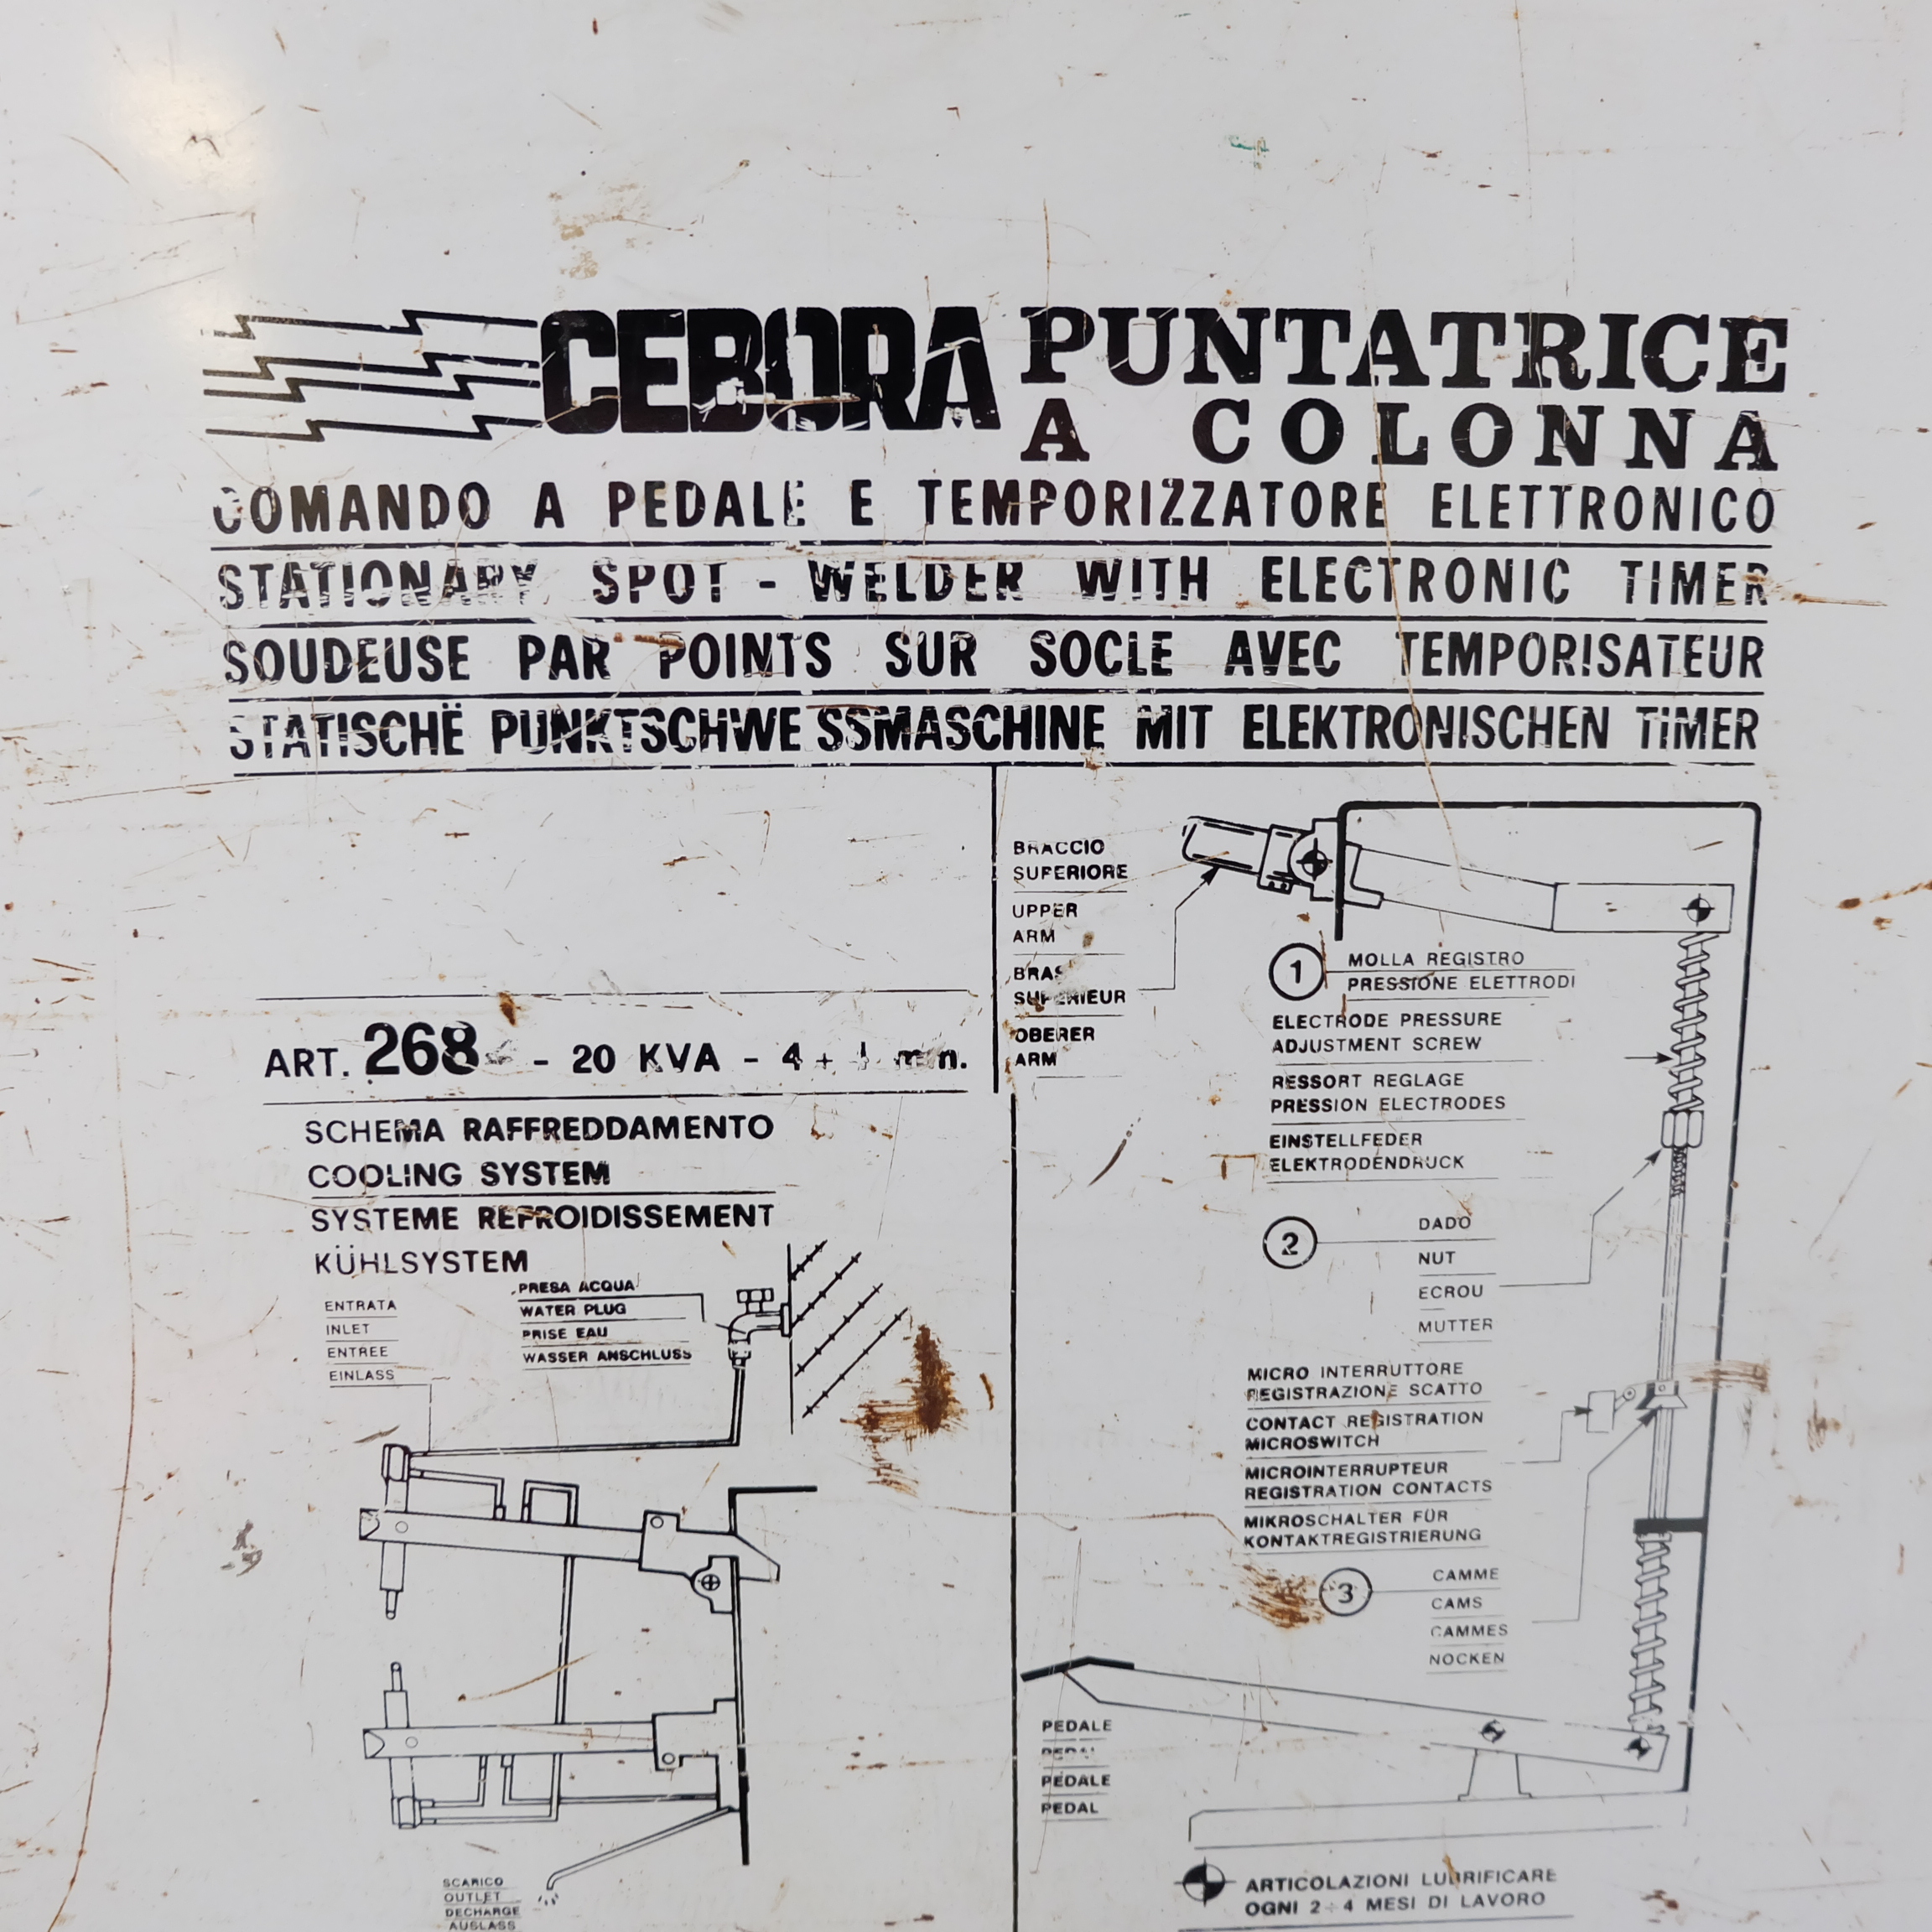 CEBORA PUNTATRICE
A COLONNA
COMANDO A PEDALE E TEMPORIZZATORE ELETTRONICO
STATIONARY SPOT - WELDER WITH ELECTRONIC TIMER
SOUDEUSE PAR POINTS SUR SOCLE AVEC TEMPORISATEUR
STATISCHË PUNKTSCHWE SSMASCHINE MIT ELEKTRONISCHEN TIMER
ART. 268 - 20 KVA - 4 +
SCHEMA RAFFREDDAMENTO
COOLING SYSTEM
SYSTEME REFROIDISSEMENT
KÜHLSYSTEM
PRESA ACQUA
WATER PLUG
PRISE EAU
WASSER ANSCHLUSS
ENTRATA
INLET
ENTREE
EINLASS
SCARICO
OUTLET
DECHARGE
AUSLASS
BRACCIO
SUPERIORE
UPPER
ARM
BRAS
SUPERIEUR
OBERER
ARM
1 MOLLA REGISTRO
PRESSIONE ELETTRODI
ELECTRODE PRESSURE
ADJUSTMENT SCREW
RESSORT REGLAGE
PRESSION ELECTRODES
EINSTELLFEDER
ELEKTRODENDRUCK
2 DADO
NUT
ECROU
MUTTER
MICRO INTERRUTTORE
REGISTRAZIONE SCATTO
CONTACT REGISTRATION
MICROSWITCH
MICROINTERRUPTEUR
REGISTRATION CONTACTS
MIKROSCHALTER FÜR
KONTAKTREGISTRIERUNG
3 CAMME
CAMS
CAMMES
NOCKEN
PEDALE
PEDAL
PEDALE
PEDAL
ARTICOLAZIONI LUBRIFICARE
OGNI 2 ÷ 4 MESI DI LAVORO